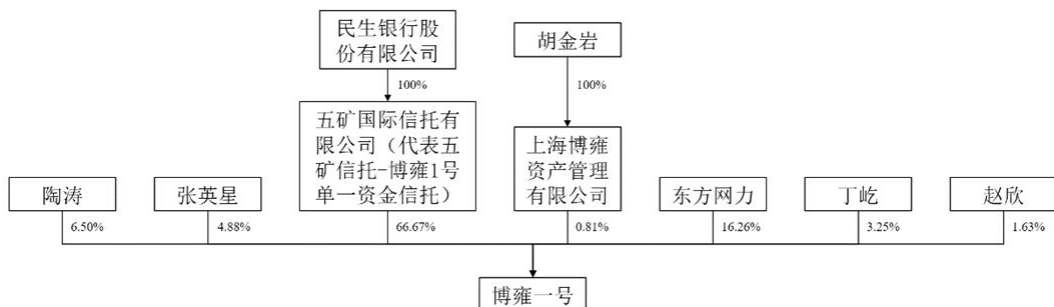 民生银行股
份有限公司
胡金岩
100%
100%
五矿国际信托有
限公司（代表五
矿信托-博雍1号
单一资金信托）
上海博雍
资产管理
有限公司
陶涛
张英星
东方网力
丁屹
赵欣
6.50%
4.88%
66.67%
0.81%
16.26%
3.25%
1.63%
博雍一号